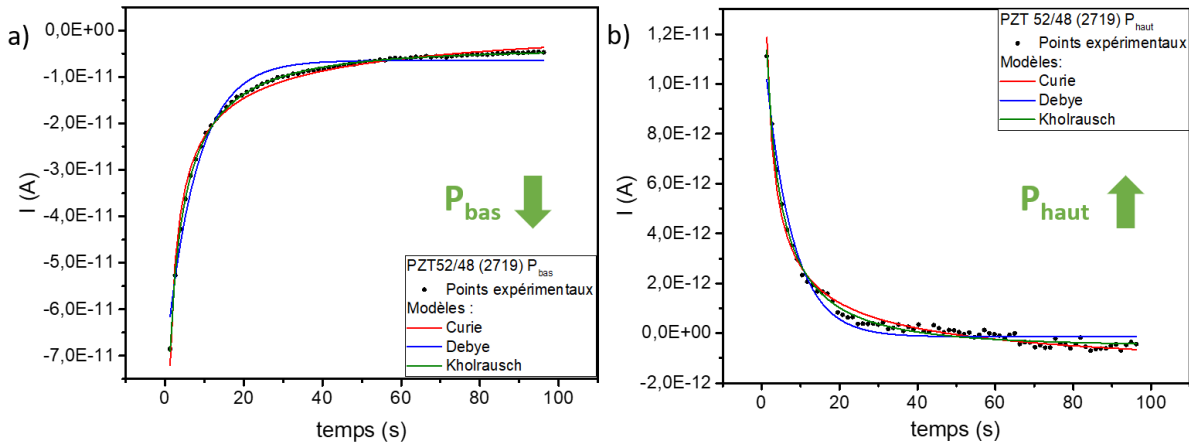 a)
0,0E+00
-1,0E-11
-2,0E-11
-3,0E-11
-4,0E-11
-5,0E-11
-6,0E-11
-7,0E-11
I (A)
P bas
PZT52/48 (2719) P bas
Points expérimentaux
Modèles :
Curie
Debye
Kholrausch
0 20 40 60 80 100
temps (s)
b)
1,2E-11
1,0E-11
8,0E-12
6,0E-12
4,0E-12
2,0E-12
0,0E+00
-2,0E-12
I (A)
PZT 52/48 (2719) P haut
Points expérimentaux
Modèles:
Curie
Debye
Kholrausch
P haut
0 20 40 60 80 100
temps (s)